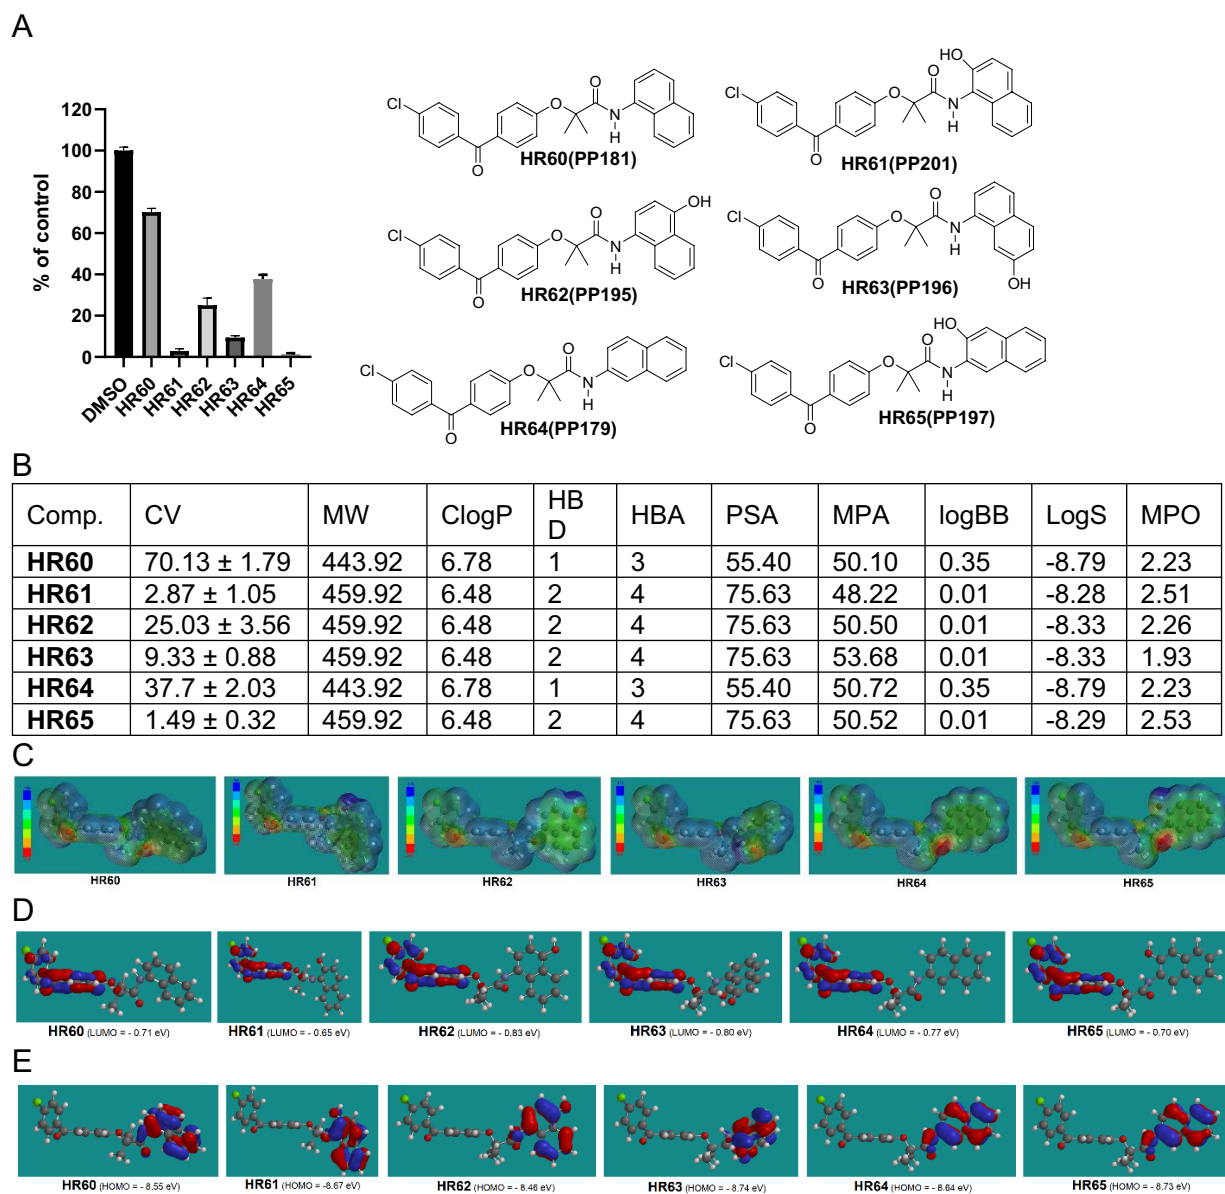 A
% of control
120
100
80
60
40
20
0
DMSO
HR60
HR61
HR62
HR63
HR64
HR65
Cl
O
O
O
N
H
HR60(PP181)
Cl
O
O
O
N
H
HO
HR61(PP201)
Cl
O
O
O
N
H
OH
HR62(PP195)
Cl
O
O
O
N
H
OH
HR63(PP196)
Cl
O
O
O
N
H
HR64(PP179)
Cl
O
O
O
N
H
HO
HR65(PP197)
B
Comp. CV MW ClogP HB D HBA PSA MPA logBB LogS MPO
HR60 70.13 ± 1.79 443.92 6.78 1 3 55.40 50.10 0.35 -8.79 2.23
HR61 2.87 ± 1.05 459.92 6.48 2 4 75.63 48.22 0.01 -8.28 2.51
HR62 25.03 ± 3.56 459.92 6.48 2 4 75.63 50.50 0.01 -8.33 2.26
HR63 9.33 ± 0.88 459.92 6.48 2 4 75.63 53.68 0.01 -8.33 1.93
HR64 37.7 ± 2.03 443.92 6.78 1 3 55.40 50.72 0.35 -8.79 2.23
HR65 1.49 ± 0.32 459.92 6.48 2 4 75.63 50.52 0.01 -8.29 2.53
C
HR60 HR61 HR62 HR63 HR64 HR65
D
HR60 (LUMO = - 0.71 eV) HR61 (LUMO = - 0.65 eV) HR62 (LUMO = - 0.83 eV) HR63 (LUMO = - 0.80 eV) HR64 (LUMO = - 0.77 eV) HR65 (LUMO = - 0.70 eV)
E
HR60 (HOMO = - 8.55 eV) HR61 (HOMO = - 8.67 eV) HR62 (HOMO = - 8.46 eV) HR63 (HOMO = - 8.74 eV) HR64 (HOMO = - 8.64 eV) HR65 (HOMO = - 8.73 eV)